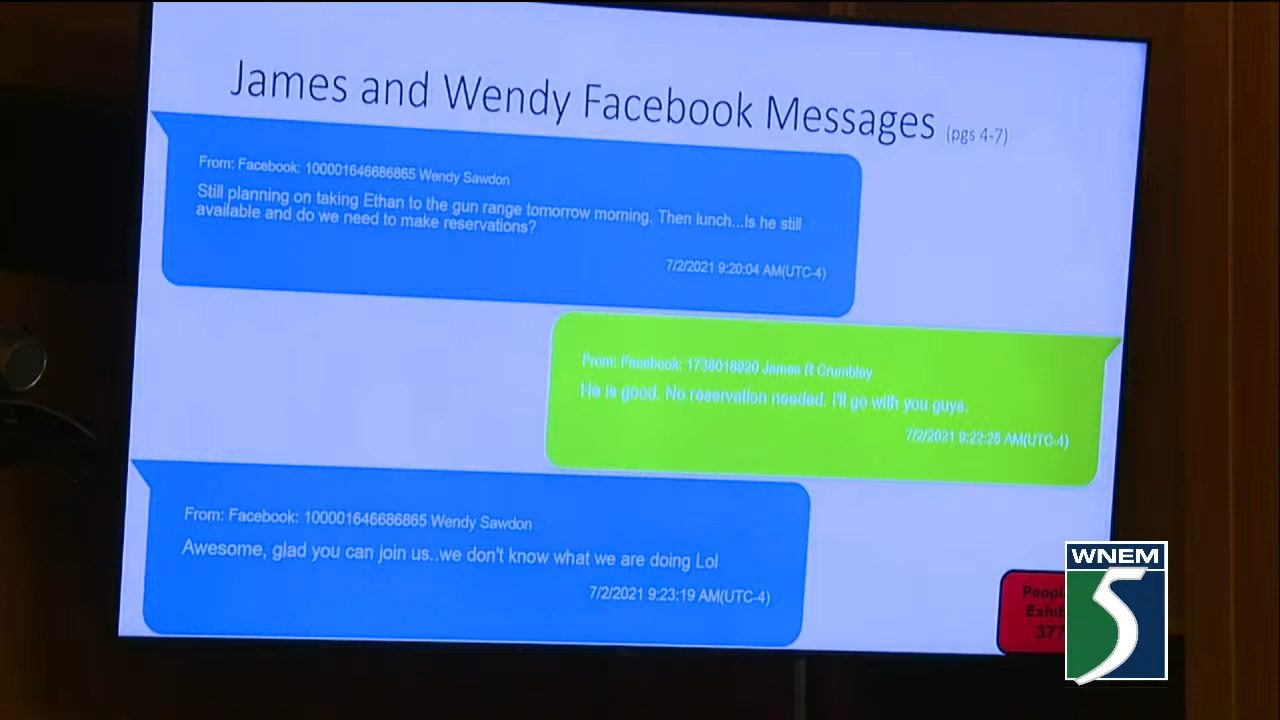 James and Wendy Facebook Messages (pgs 4-7)
From: Facebook: 100001646686865 Wendy Sawdon
Still planning on taking Ethan to the gun range tomorrow morning. Then lunch...Is he still
available and do we need to make reservations?
7/2/2021 9:20:04 AM(UTC-4)
From: Facebook: 1736018920 James R Crumbley
He is good. No reservation needed. I'll go with you guys.
7/2/2021 9:22:25 AM(UTC-4)
From: Facebook: 100001646686865 Wendy Sawdon
Awesome, glad you can join us..we don't know what we are doing Lol
7/2/2021 9:23:19 AM(UTC-4)
377
WNEM
5